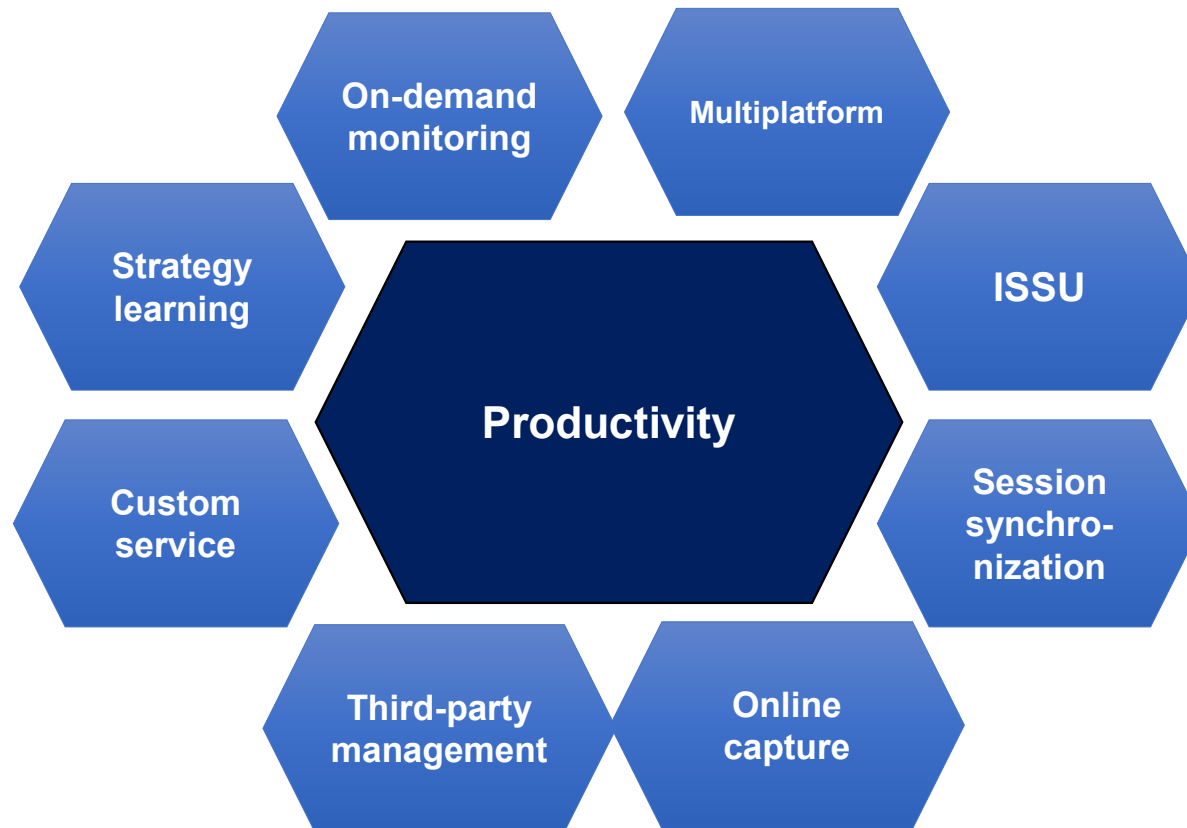 On-demand
monitoring
Multiplatform
Strategy
learning
ISSU
Productivity
Custom
service
Session
synchro-
nization
Third-party
management
Online
capture